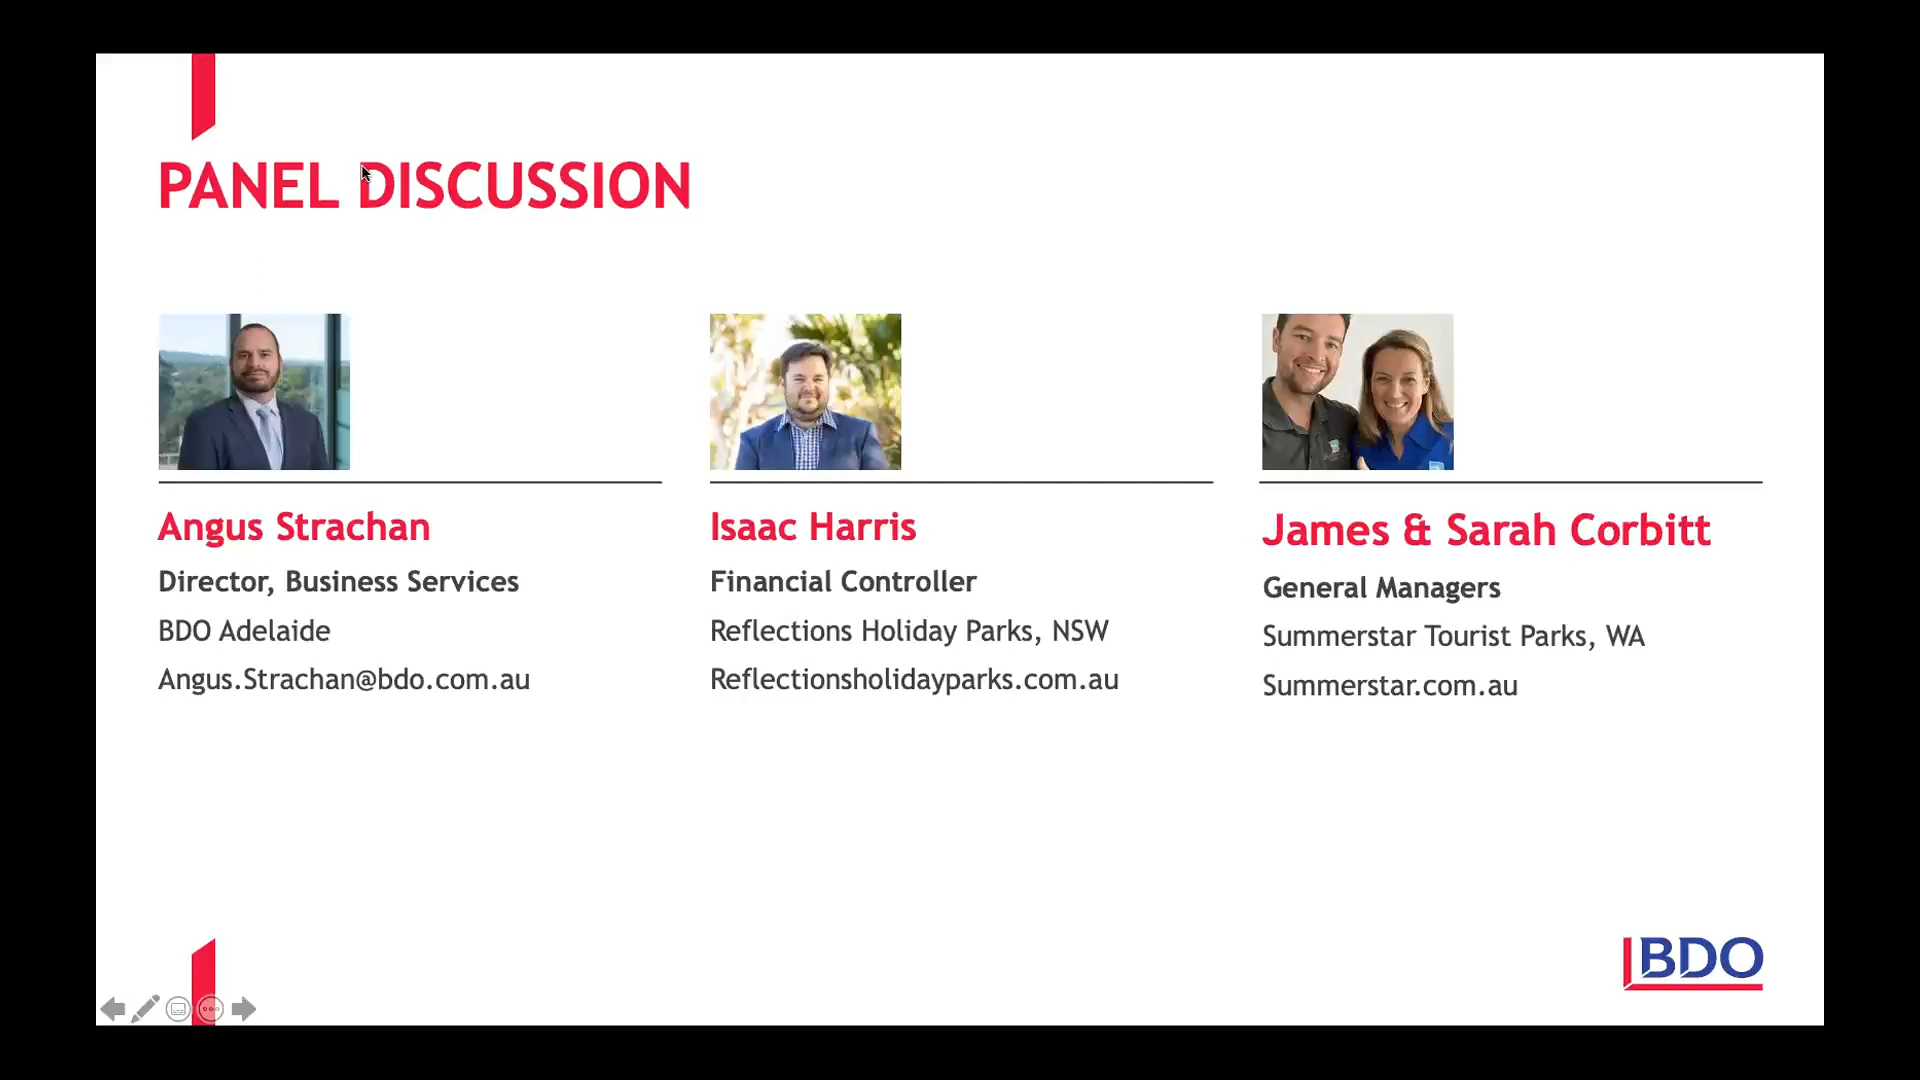 PANEL DISCUSSION
Angus Strachan
Director, Business Services
BDO Adelaide
Angus.Strachan@bdo.com.au
Isaac Harris
Financial Controller
Reflections Holiday Parks, NSW
Reflectionsholidayparks.com.au
James & Sarah Corbitt
General Managers
Summerstar Tourist Parks, WA
Summerstar.com.au
BDO